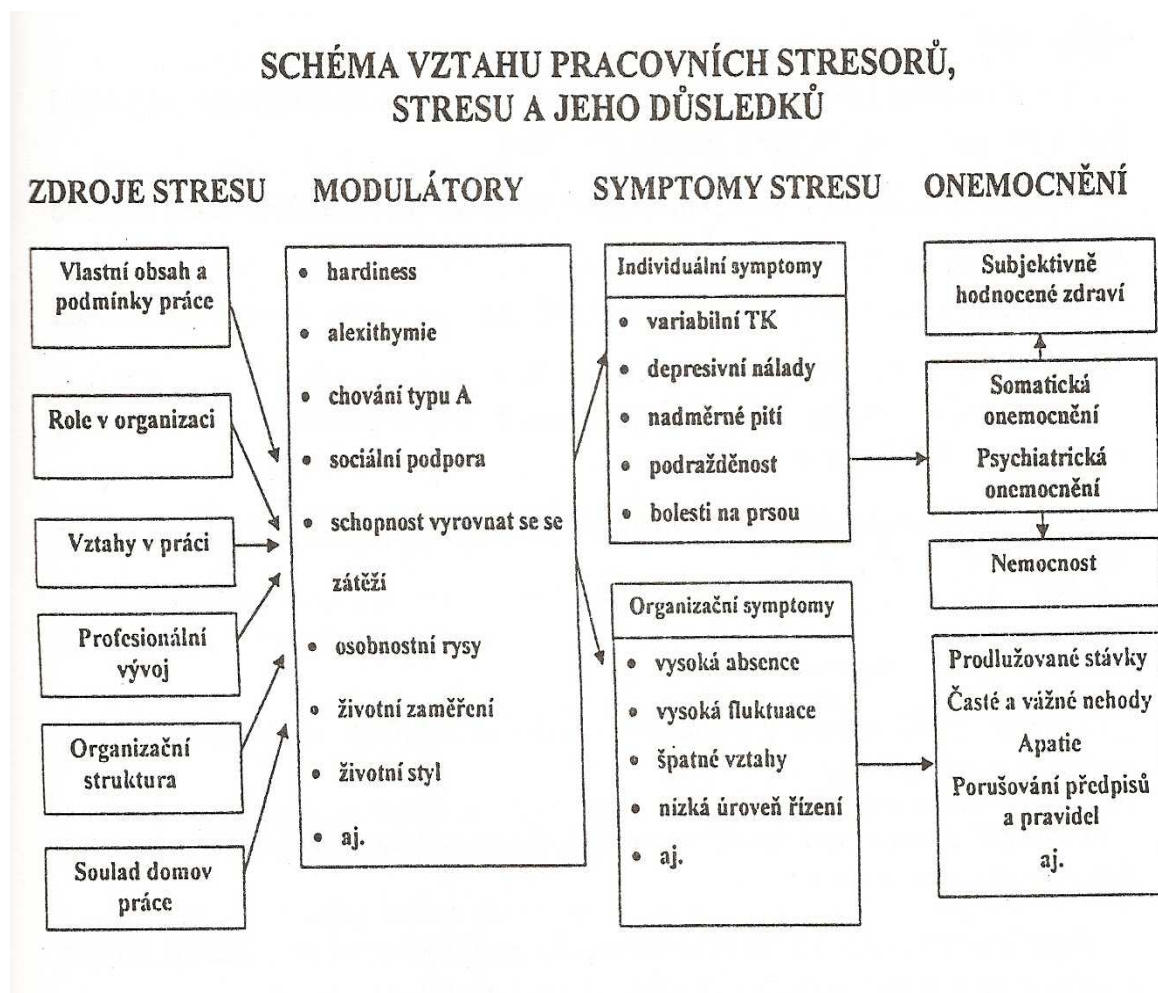 SCHÉMA VZTAHU PRACOVNÍCH STRESORŮ,
STRESU A JEHO DŮSLEDKŮ
ZDROJE STRESU
MODULÁTORY
SYMPTOMY STRESU
ONEMOCNĚNÍ
Vlastní obsah a
podmínky práce
Role v organizaci
Vztahy v práci
Profesionální
vývoj
Organizační
struktura
Soulad domov
práce
• hardiness
• alexithymie
• chování typu A
• sociální podpora
• schopnost vyrovnat se se
zátěží
• osobnostní rysy
• životní zaměření
• životní styl
• aj.
Individuální symptomy
• variabilní TK
• depresivní nálady
• nadměrné pití
• podrážděnost
• bolesti na prsou
Organizační symptomy
• vysoká absence
• vysoká fluktuace
• špatné vztahy
• nízká úroveň řízení
• aj.
Subjektivně
hodnocené zdraví
Somatická
onemocnění
Psychiatrická
onemocnění
Nemocnost
Prodlužované stávky
Časté a vážné nehody
Apatie
Porušování předpisů
a pravidel
aj.